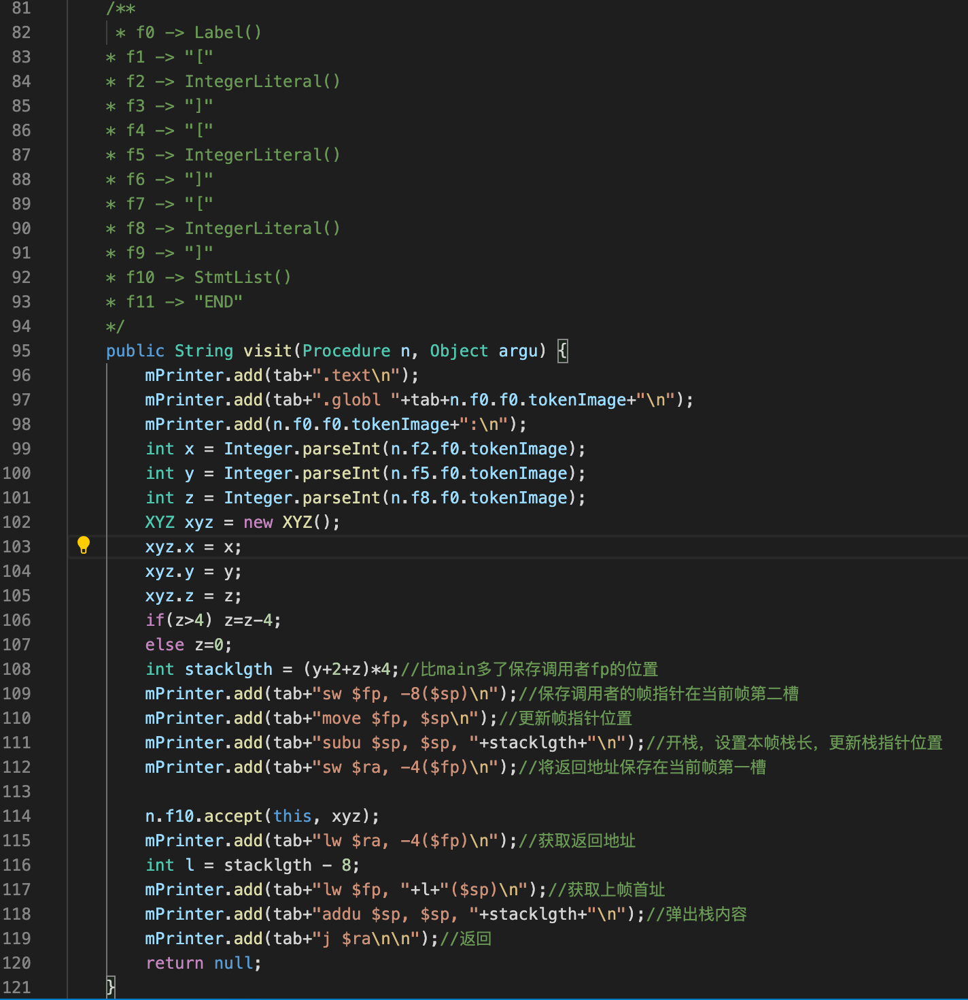 81 /**
82 * f0 -> Label()
83 * f1 -> "["
84 * f2 -> IntegerLiteral()
85 * f3 -> "]"
86 * f4 -> "["
87 * f5 -> IntegerLiteral()
88 * f6 -> "]"
89 * f7 -> "["
90 * f8 -> IntegerLiteral()
91 * f9 -> "]"
92 * f10 -> StmtList()
93 * f11 -> "END"
94 */
95 public String visit(Procedure n, Object argu) {
96 mPrinter.add(tab+".text\n");
97 mPrinter.add(tab+".globl "+tab+n.f0.f0.tokenImage+"\n");
98 mPrinter.add(n.f0.f0.tokenImage+":\n");
99 int x = Integer.parseInt(n.f2.f0.tokenImage);
100 int y = Integer.parseInt(n.f5.f0.tokenImage);
101 int z = Integer.parseInt(n.f8.f0.tokenImage);
102 XYZ xyz = new XYZ();
103 xyz.x = x;
104 xyz.y = y;
105 xyz.z = z;
106 if(z>4) z=z-4;
107 else z=0;
108 int stacklgth = (y+2+z)*4;//比main多了保存调用者fp的位置
109 mPrinter.add(tab+"sw $fp, -8($sp)\n");//保存调用者的帧指针在当前帧第二槽
110 mPrinter.add(tab+"move $fp, $sp\n");//更新帧指针位置
111 mPrinter.add(tab+"subu $sp, $sp, "+stacklgth+"\n");//开栈，设置本帧栈长，更新栈指针位置
112 mPrinter.add(tab+"sw $ra, -4($fp)\n");//将返回地址保存在当前帧第一槽
113
114 n.f10.accept(this, xyz);
115 mPrinter.add(tab+"lw $ra, -4($fp)\n");//获取返回地址
116 int l = stacklgth - 8;
117 mPrinter.add(tab+"lw $fp, "+l+"($sp)\n");//获取上帧首址
118 mPrinter.add(tab+"addu $sp, $sp, "+stacklgth+"\n");//弹出栈内容
119 mPrinter.add(tab+"j $ra\n\n");//返回
120 return null;
121 }